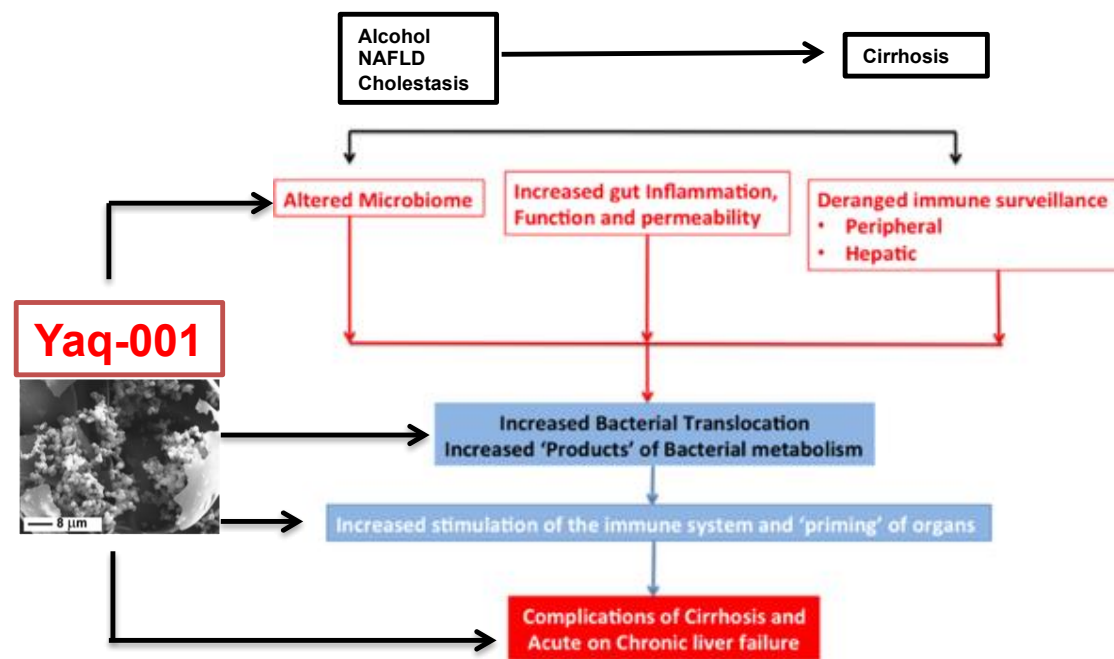 Alcohol
NAFLD
Cholestasis
Cirrhosis
Altered Microbiome
Increased gut Inflammation,
Function and permeability
Deranged immune surveillance
• Peripheral
• Hepatic
Yaq-001
8 µm
Increased Bacterial Translocation
Increased ‘Products’ of Bacterial metabolism
Increased stimulation of the immune system and ‘priming’ of organs
Complications of Cirrhosis and
Acute on Chronic liver failure